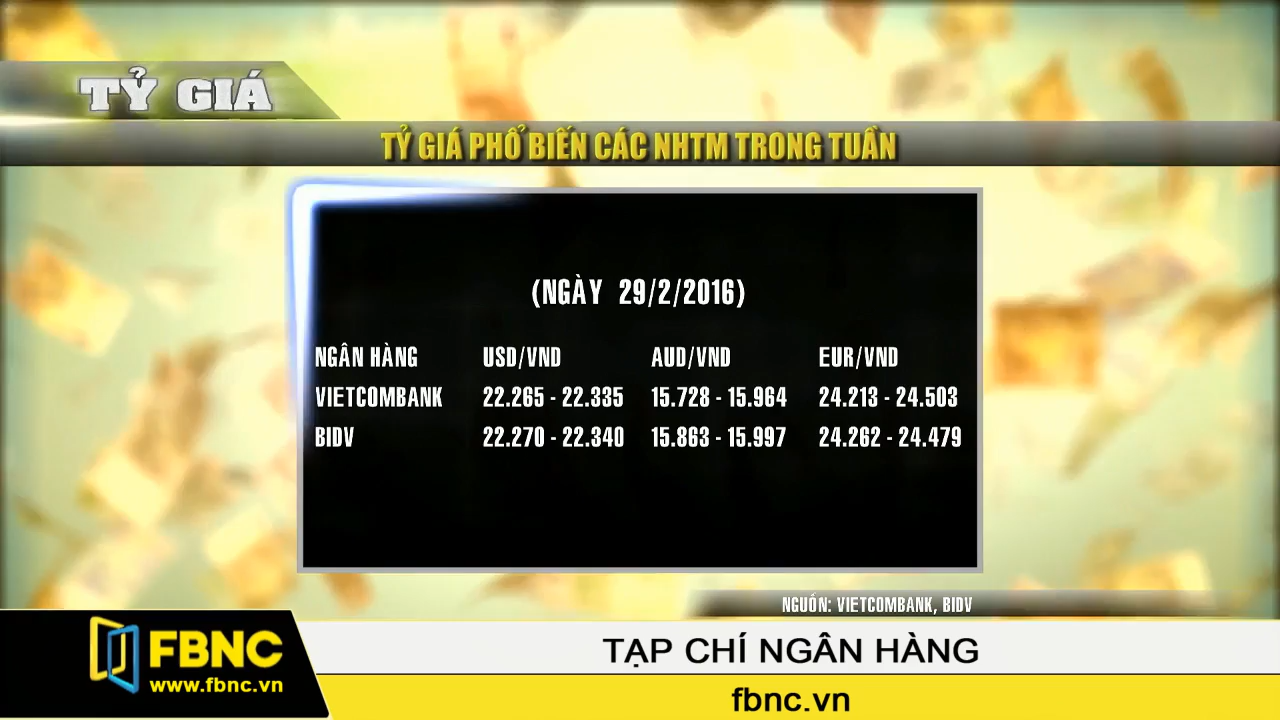 TỶ GIÁ
TỶ GIÁ PHỔ BIẾN CÁC NHTM TRONG TUẦN
(NGÀY 29/2/2016)
NGÂN HÀNG USD/VND AUD/VND EUR/VND
VIETCOMBANK 22.265 - 22.335 15.728 - 15.964 24.213 - 24.503
BIDV 22.270 - 22.340 15.863 - 15.997 24.262 - 24.479
NGUỒN: VIETCOMBANK, BIDV
FBNC
www.fbnc.vn
TẠP CHÍ NGÂN HÀNG
fbnc.vn